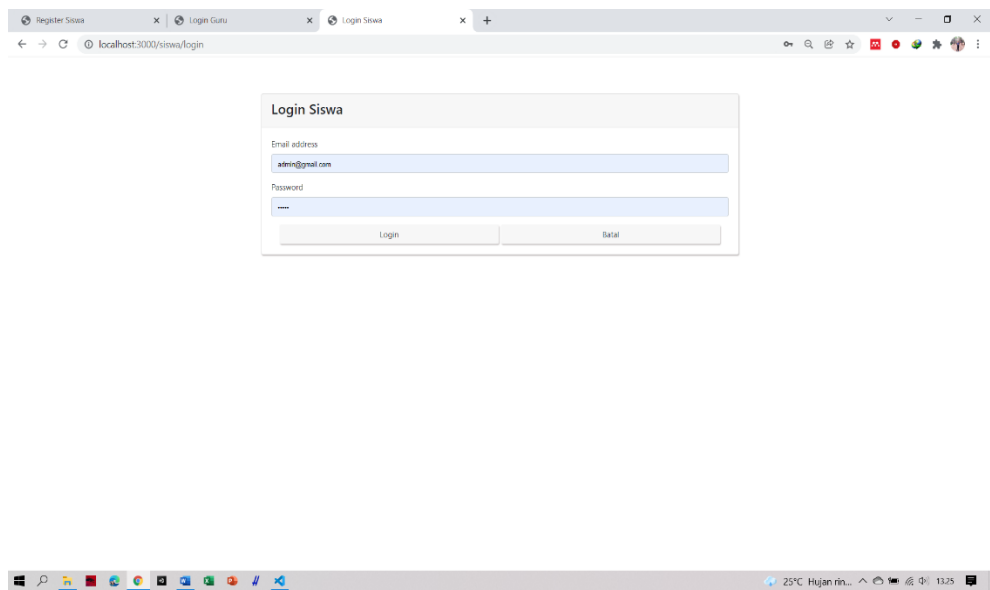 Register Siswa
Login Guru
Login Siswa
localhost:3000/siswa/login
Login Siswa
Email address
admin@gmail.com
Password
•••••
Login Batal
25°C Hujan rin... 13.25